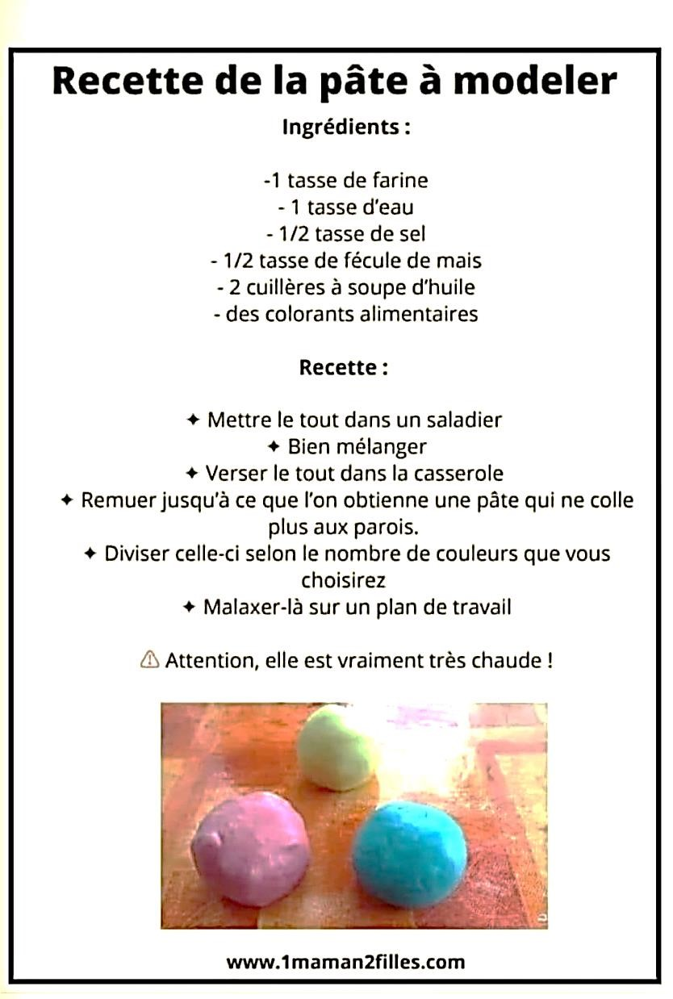 Recette de la pâte à modeler
Ingrédients :
-1 tasse de farine
- 1 tasse d'eau
- 1/2 tasse de sel
- 1/2 tasse de fécule de mais
- 2 cuillères à soupe d'huile
- des colorants alimentaires
Recette :
✦ Mettre le tout dans un saladier
✦ Bien mélanger
✦ Verser le tout dans la casserole
✦ Remuer jusqu'à ce que l'on obtienne une pâte qui ne colle
plus aux parois.
✦ Diviser celle-ci selon le nombre de couleurs que vous
choisirez
✦ Malaxer-là sur un plan de travail
⚠ Attention, elle est vraiment très chaude !
www.1maman2filles.com